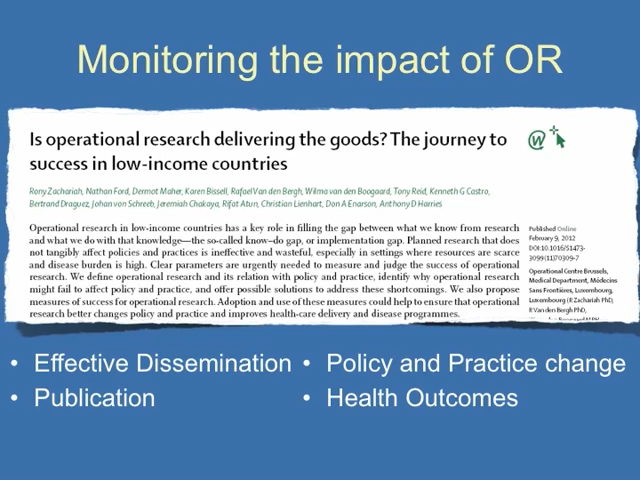 Monitoring the impact of OR
Is operational research delivering the goods? The journey to
success in low-income countries
Rony Zachariah, Nathan Ford, Dermot Maher, Karen Bissell, Rafael Van den Bergh, Wilma van den Boogaard, Tony Reid, Kenneth G Castro,
Bertrand Draguez, Johan von Schreeb, Jeremiah Chakaya, Rifat Atun, Christian Lienhart, Don A Enarson, Anthony D Harries
Operational research in low-income countries has a key role in filling the gap between what we know from research
and what we do with that knowledge—the so-called know–do gap, or implementation gap. Planned research that does
not tangibly affect policies and practices is ineffective and wasteful, especially in settings where resources are scarce
and disease burden is high. Clear parameters are urgently needed to measure and judge the success of operational
research. We define operational research and its relation with policy and practice, identify why operational research
might fail to affect policy and practice, and offer possible solutions to address these shortcomings. We also propose
measures of success for operational research. Adoption and use of these measures could help to ensure that operational
research better changes policy and practice and improves health-care delivery and disease programmes.
Published Online
February 9, 2012
DOI:10.1016/S1473-
3099(11)70309-7
Operational Centre Brussels,
Medical Department, Médecins
Sans Frontières, Luxembourg,
Luxembourg (R Zachariah PhD,
R Van den Bergh PhD,
• Effective Dissemination
• Publication
• Policy and Practice change
• Health Outcomes